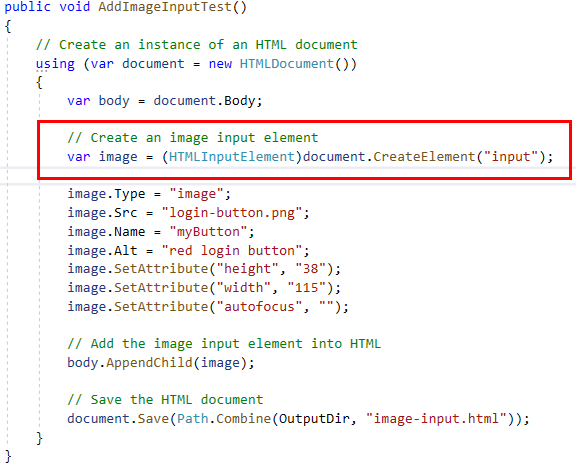 public void AddImageInputTest()
{
// Create an instance of an HTML document
using (var document = new HTMLDocument())
{
var body = document.Body;
// Create an image input element
var image = (HTMLInputElement)document.CreateElement("input");
image.Type = "image";
image.Src = "login-button.png";
image.Name = "myButton";
image.Alt = "red login button";
image.SetAttribute("height", "38");
image.SetAttribute("width", "115");
image.SetAttribute("autofocus", "");
// Add the image input element into HTML
body.AppendChild(image);
// Save the HTML document
document.Save(Path.Combine(OutputDir, "image-input.html"));
}
}